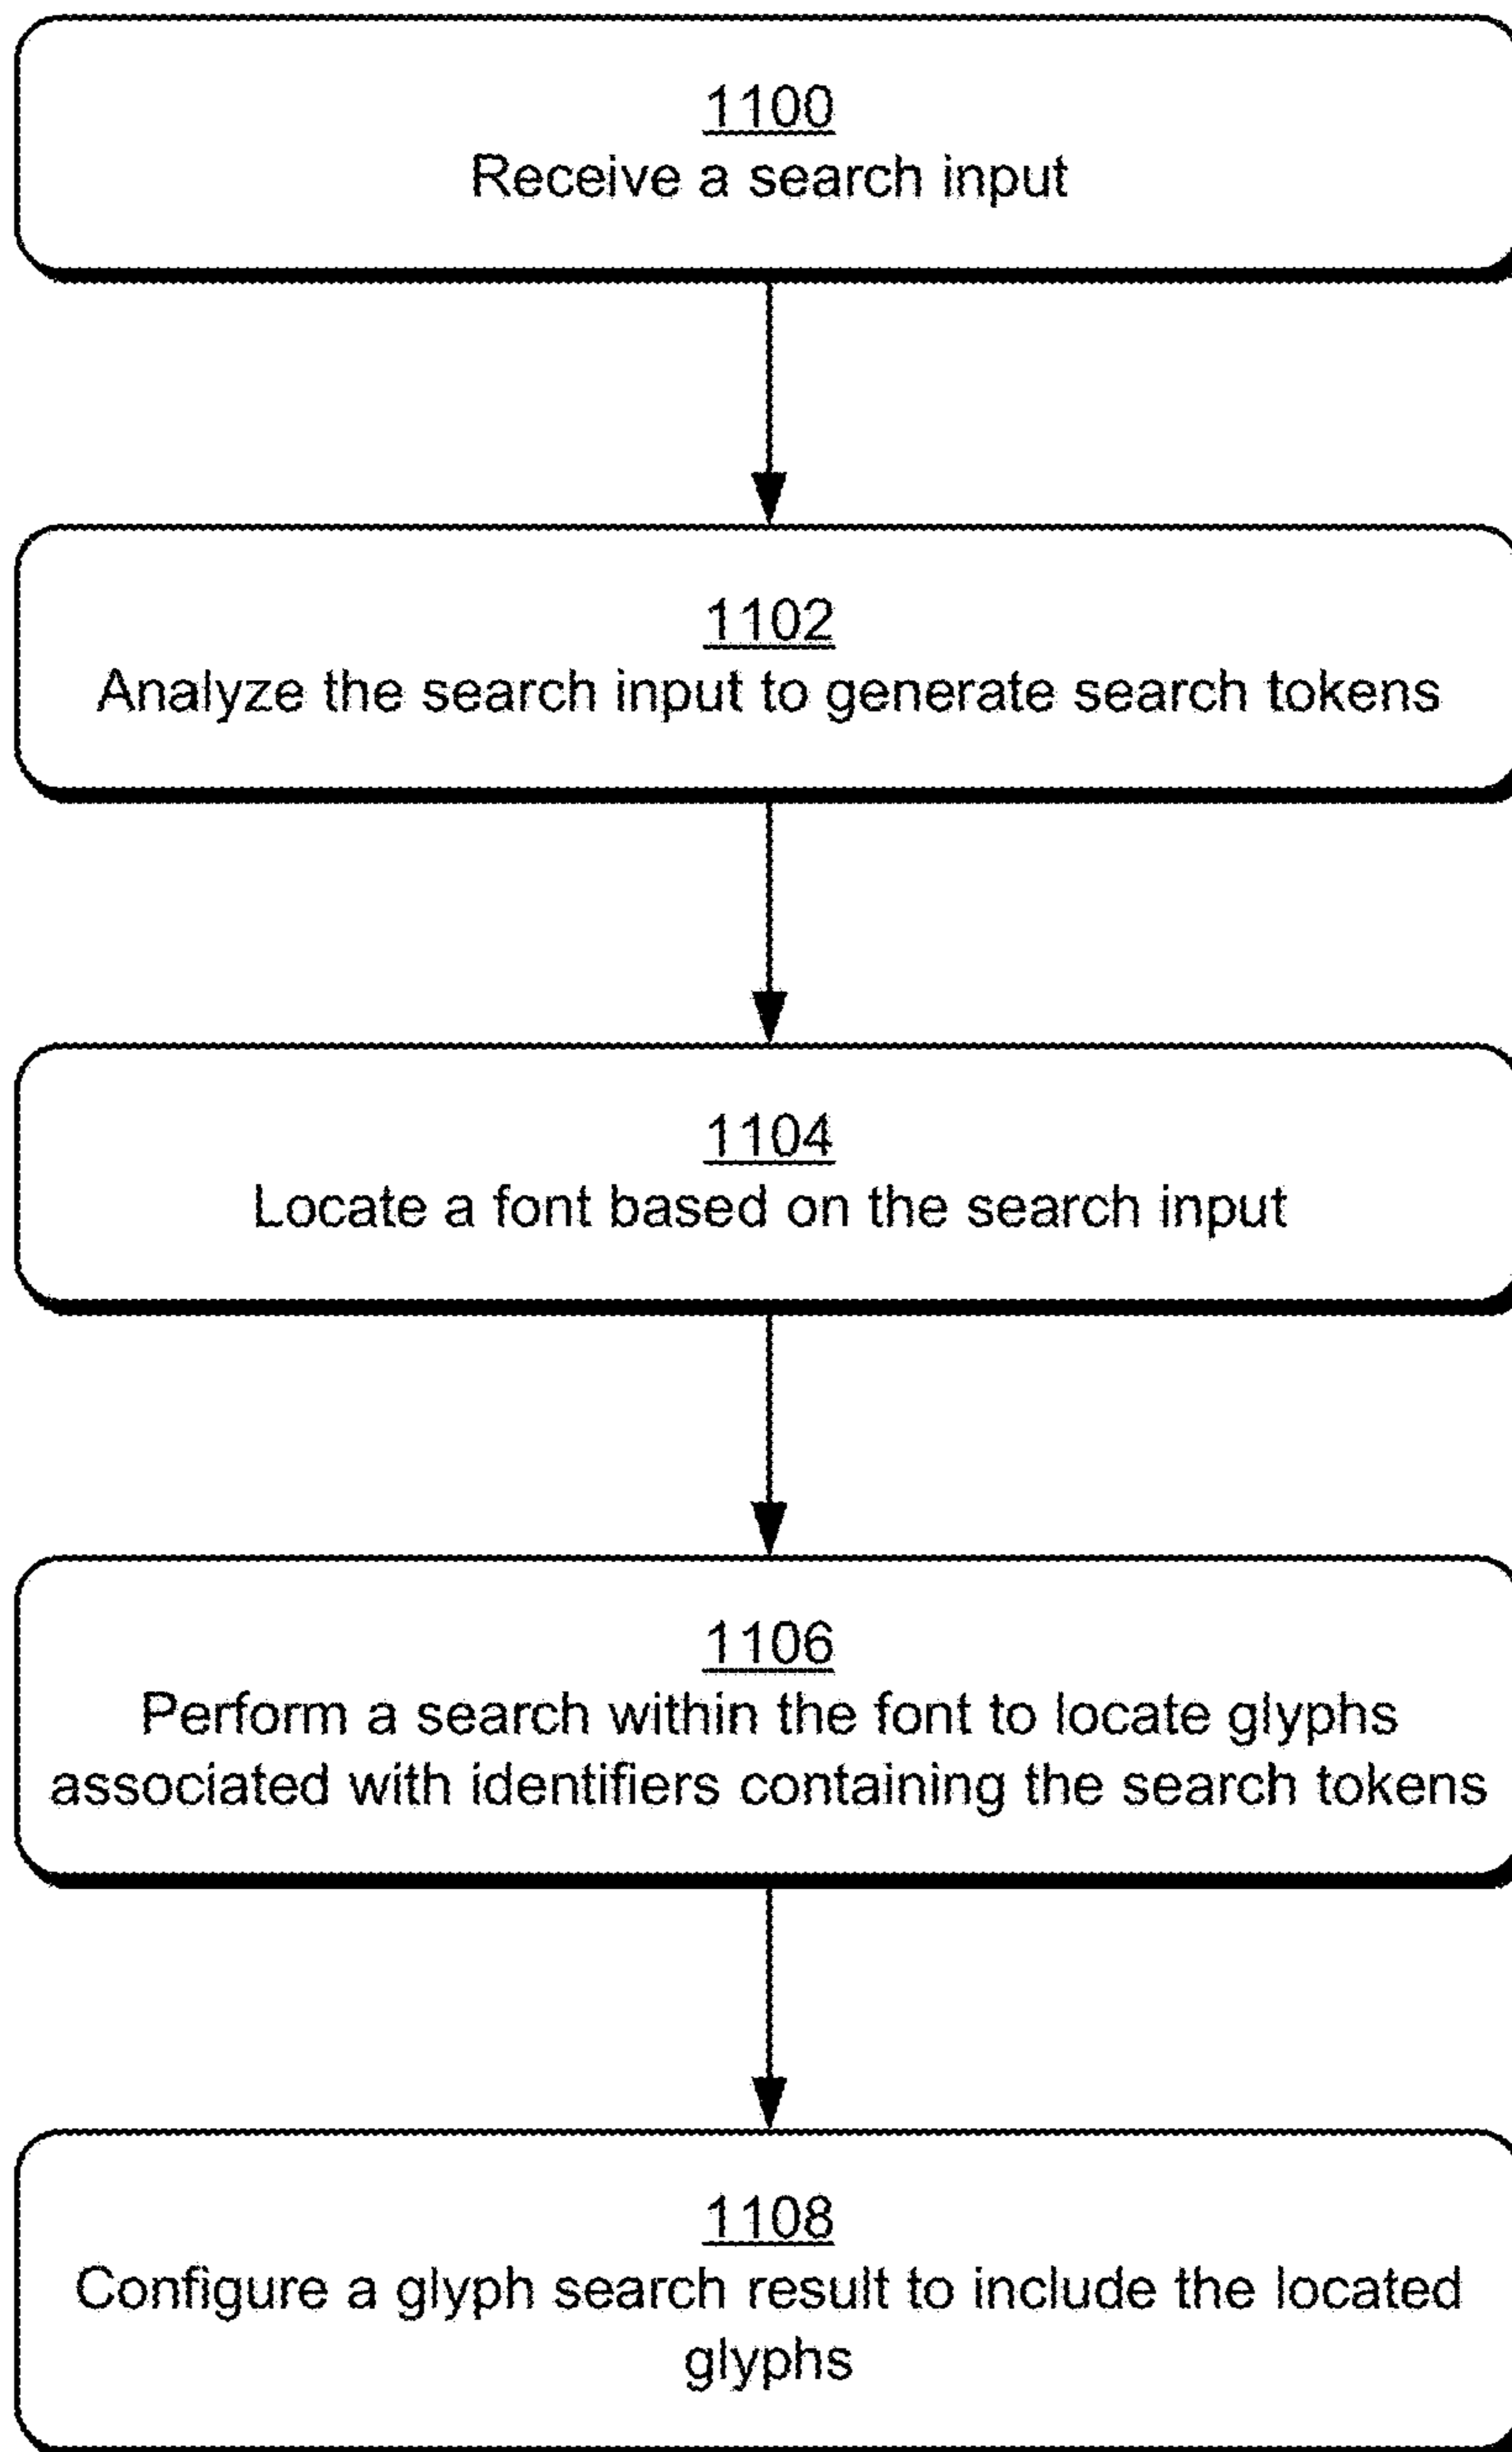 1100
Receive a search input
1102
Analyze the search input to generate search tokens
1104
Locate a font based on the search input
1106
Perform a search within the font to locate glyphs
associated with identifiers containing the search tokens
1108
Configure a glyph search result to include the located
glyphs